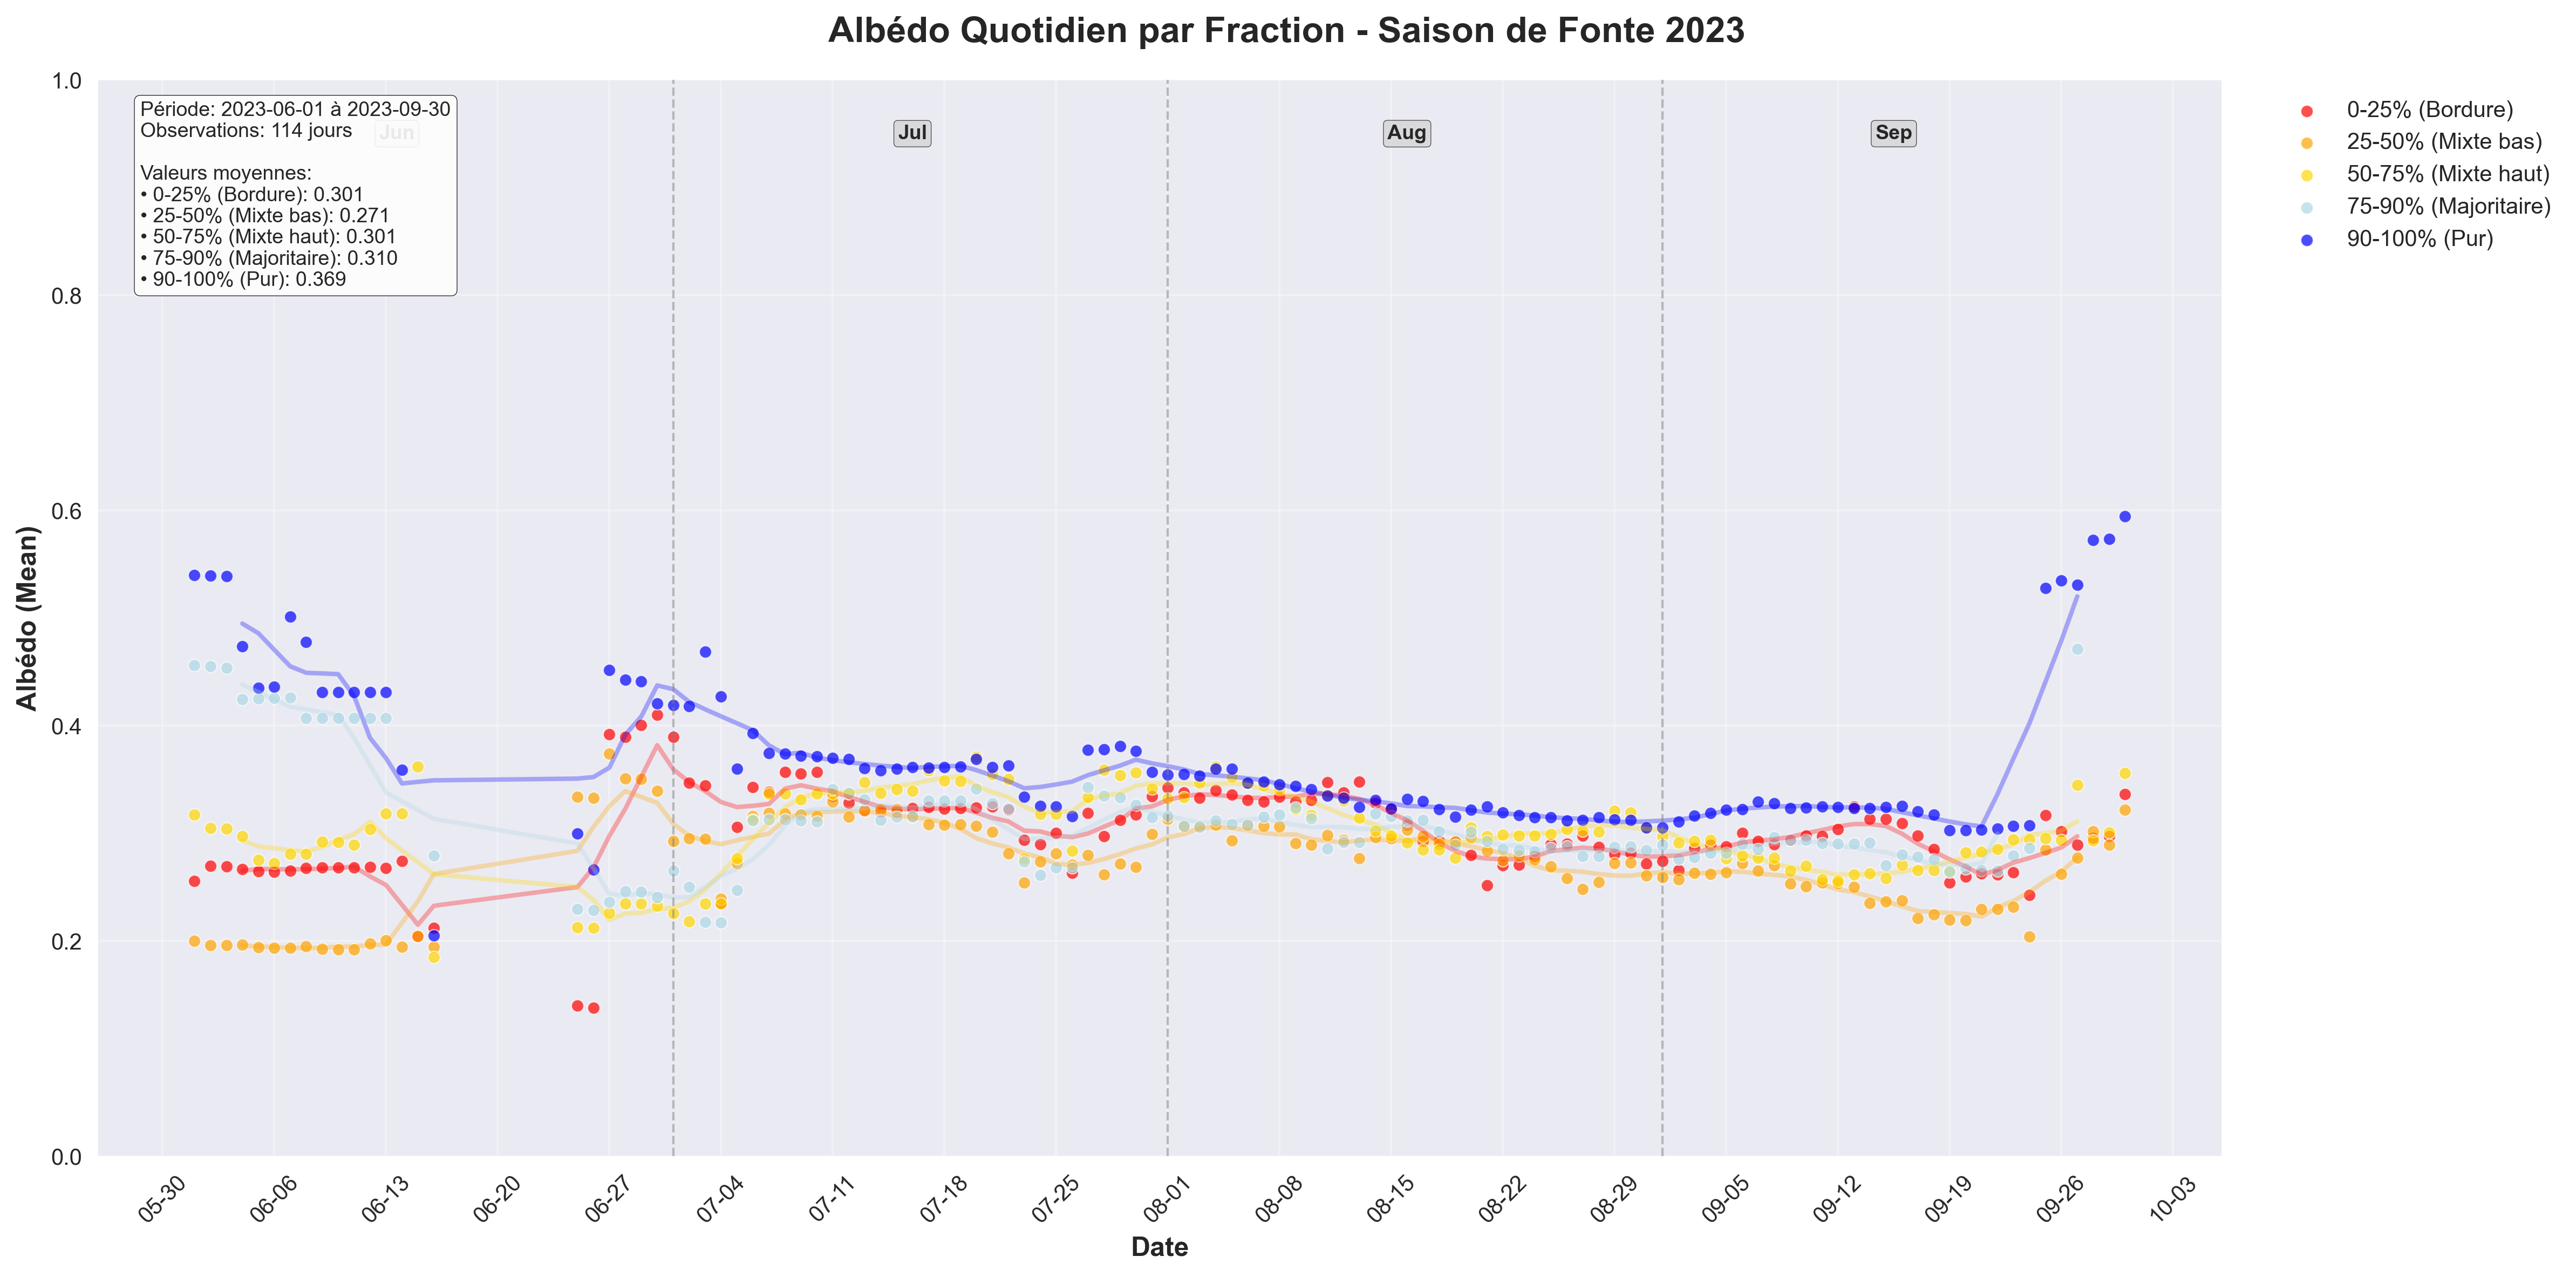 Albédo Quotidien par Fraction - Saison de Fonte 2023
Période: 2023-06-01 à 2023-09-30
Observations: 114 jours
Valeurs moyennes:
• 0-25% (Bordure): 0.301
• 25-50% (Mixte bas): 0.271
• 50-75% (Mixte haut): 0.301
• 75-90% (Majoritaire): 0.310
• 90-100% (Pur): 0.369
Jun
Jul
Aug
Sep
0-25% (Bordure)
25-50% (Mixte bas)
50-75% (Mixte haut)
75-90% (Majoritaire)
90-100% (Pur)
Albédo (Mean)
1.0
0.8
0.6
0.4
0.2
0.0
05-30
06-06
06-13
06-20
06-27
07-04
07-11
07-18
07-25
08-01
08-08
08-15
08-22
08-29
09-05
09-12
09-19
09-26
10-03
Date